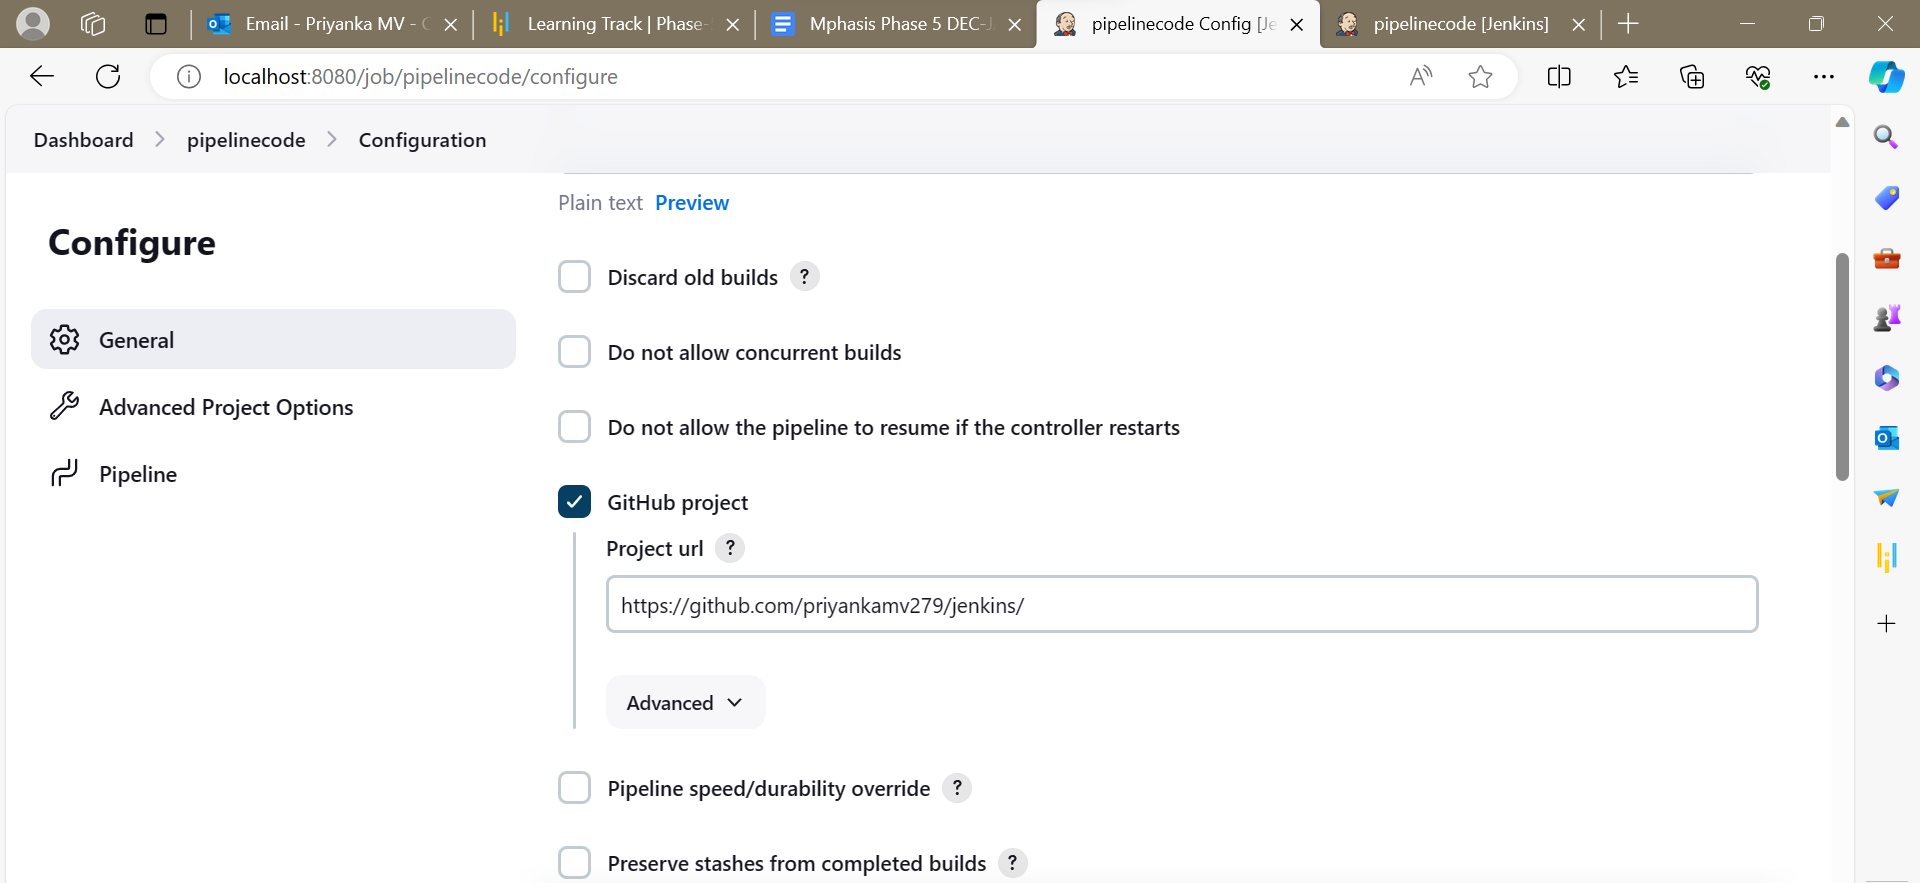 Email - Priyanka MV -
Learning Track | Phase-
Mphasis Phase 5 DEC-J
pipelinecode Config [Je
pipelinecode [Jenkins]
localhost:8080/job/pipelinecode/configure
Dashboard > pipelinecode > Configuration
Plain text Preview
Configure
General
Advanced Project Options
Pipeline
Discard old builds ?
Do not allow concurrent builds
Do not allow the pipeline to resume if the controller restarts
GitHub project
Project url ?
https://github.com/priyankamv279/jenkins/
Advanced
Pipeline speed/durability override ?
Preserve stashes from completed builds ?